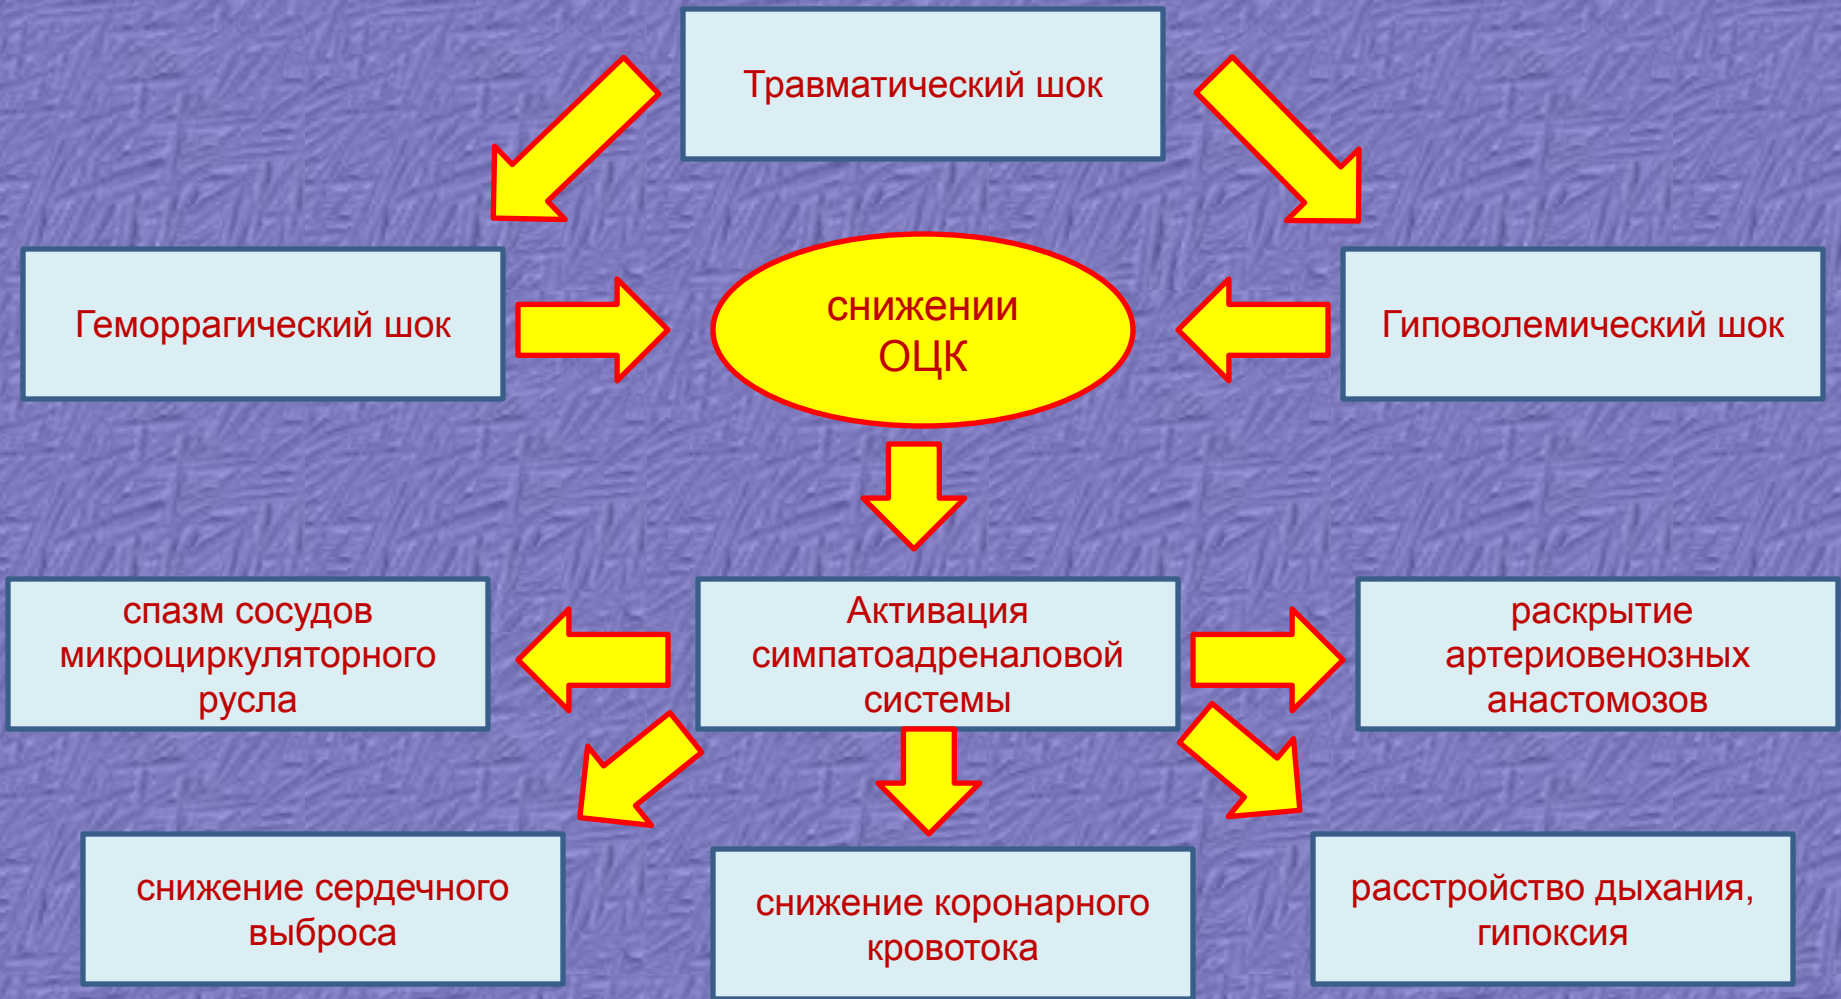 Травматический шок
Геморрагический шок
снижении
ОЦК
Гиповолемический шок
спазм сосудов
микроциркуляторного
русла
Активация
симпатоадреналовой
системы
раскрытие
артериовенозных
анастомозов
снижение сердечного
выброса
снижение коронарного
кровотока
расстройство дыхания,
гипоксия